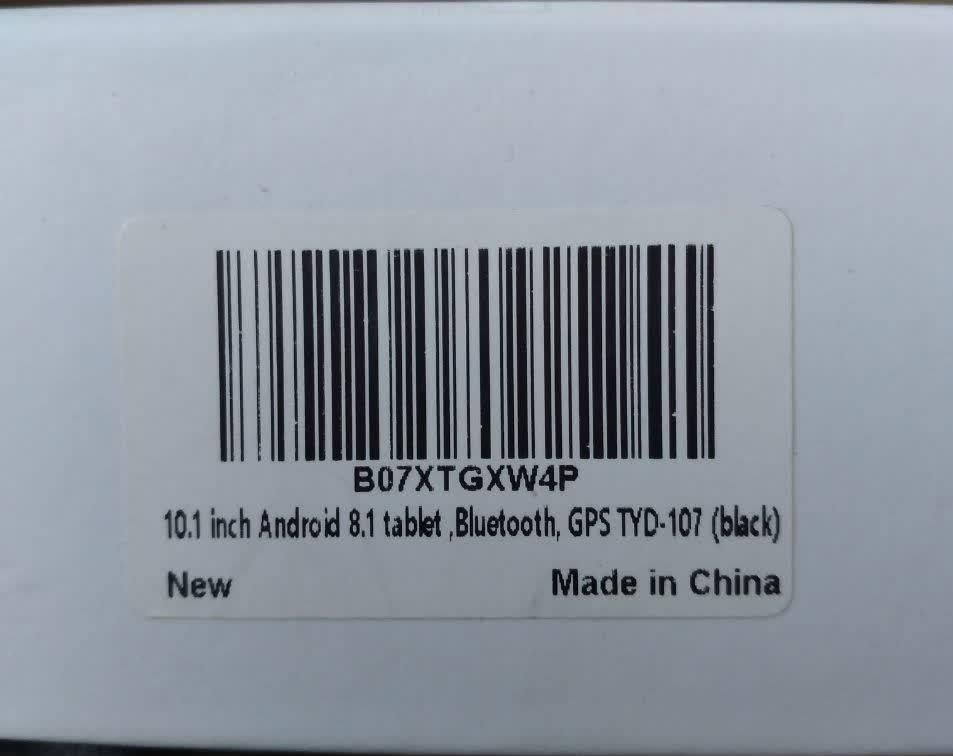 B07XTGXW4P
10.1 inch Android 8.1 tablet ,Bluetooth, GPS TYD-107 (black)
New Made in China